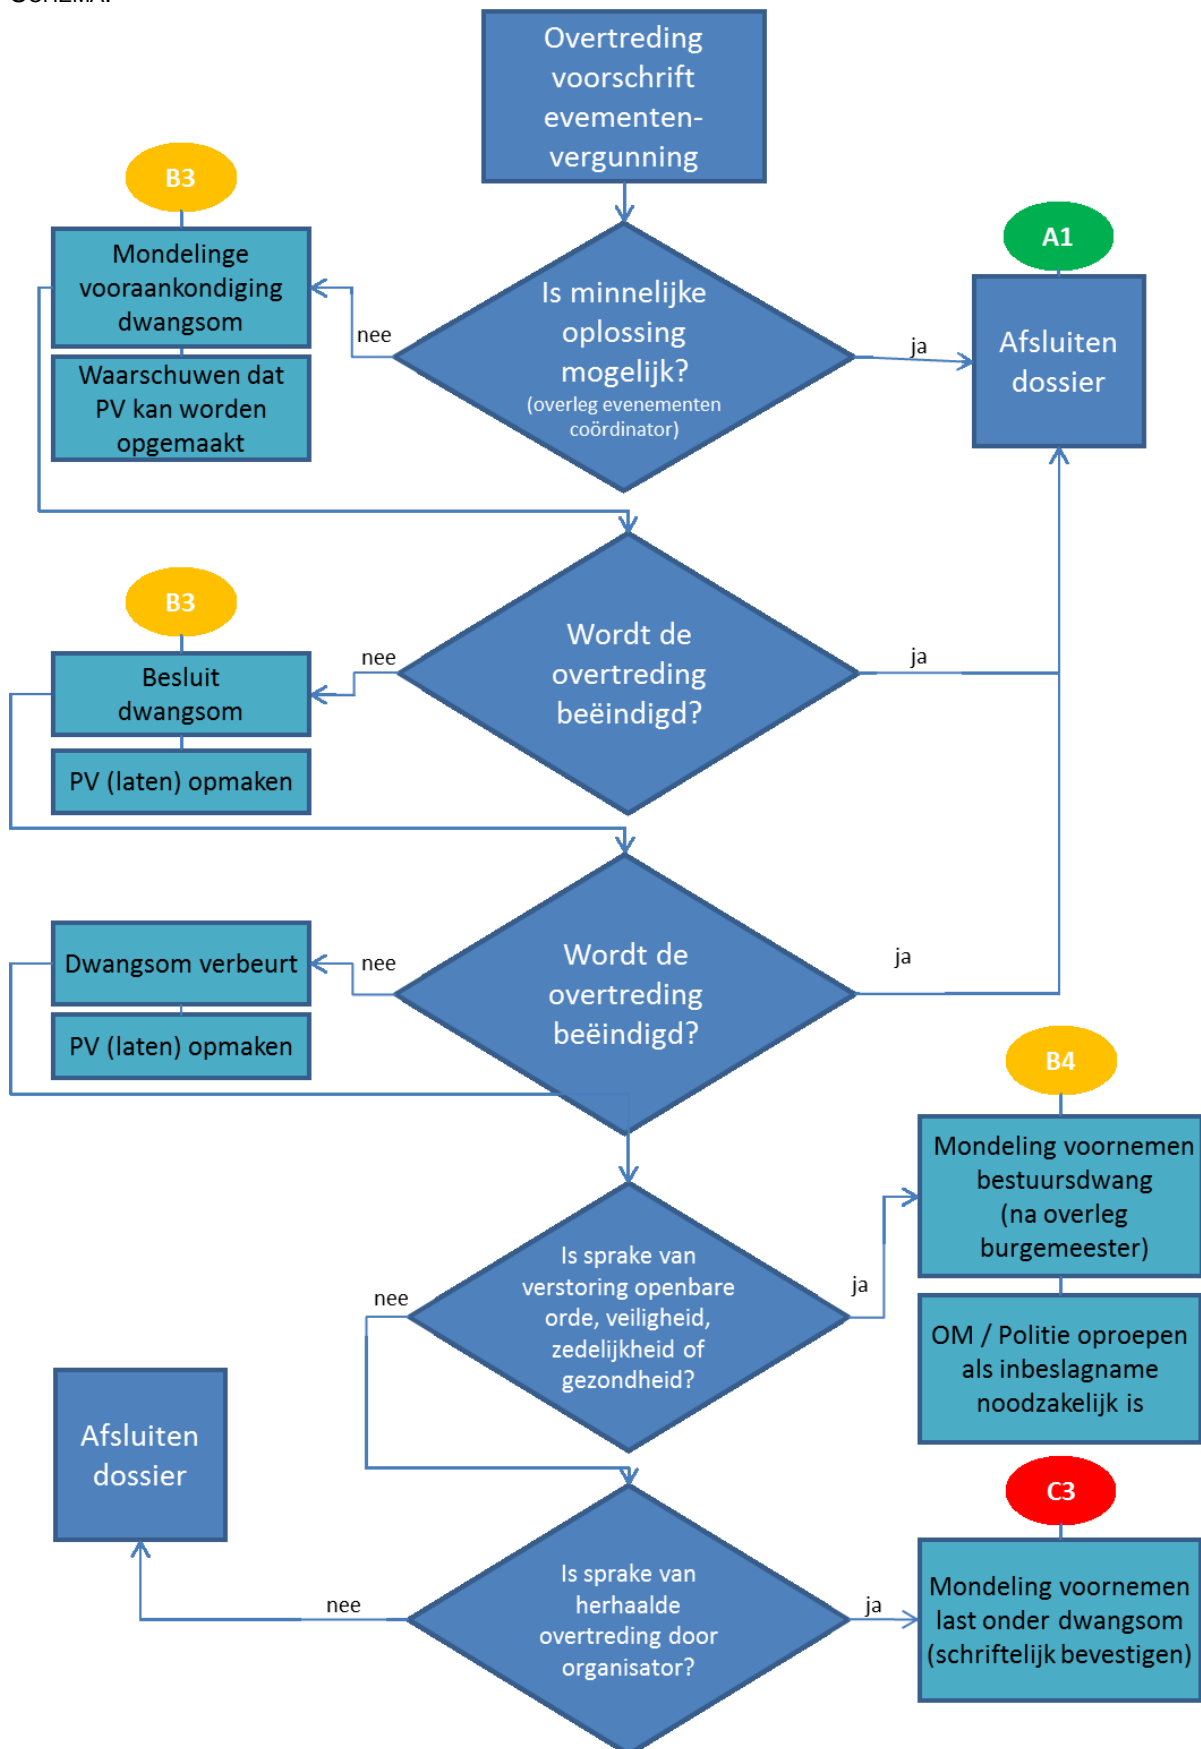 SCHEMA:
Overtreding
voorschrift
evementen-
vergunning
B3
Mondelinge
vooraankondiging
dwangsom
Waarschuwen dat
PV kan worden
opgemaakt
nee
Is minnelijke
oplossing
mogelijk?
(overleg evenementen
coördinator)
ja
A1
Afsluiten
dossier
B3
Besluit
dwangsom
PV (laten) opmaken
nee
Wordt de
overtreding
beëindigd?
ja
Dwangsom verbeurt
PV (laten) opmaken
nee
Wordt de
overtreding
beëindigd?
ja
B4
Mondeling voornemen
bestuursdwang
(na overleg
burgemeester)
OM / Politie oproepen
als inbeslagname
noodzakelijk is
nee
Is sprake van
verstoring openbare
orde, veiligheid,
zedelijkheid of
gezondheid?
ja
Afsluiten
dossier
nee
Is sprake van
herhaalde
overtreding door
organisator?
ja
C3
Mondeling voornemen
last onder dwangsom
(schriftelijk bevestigen)